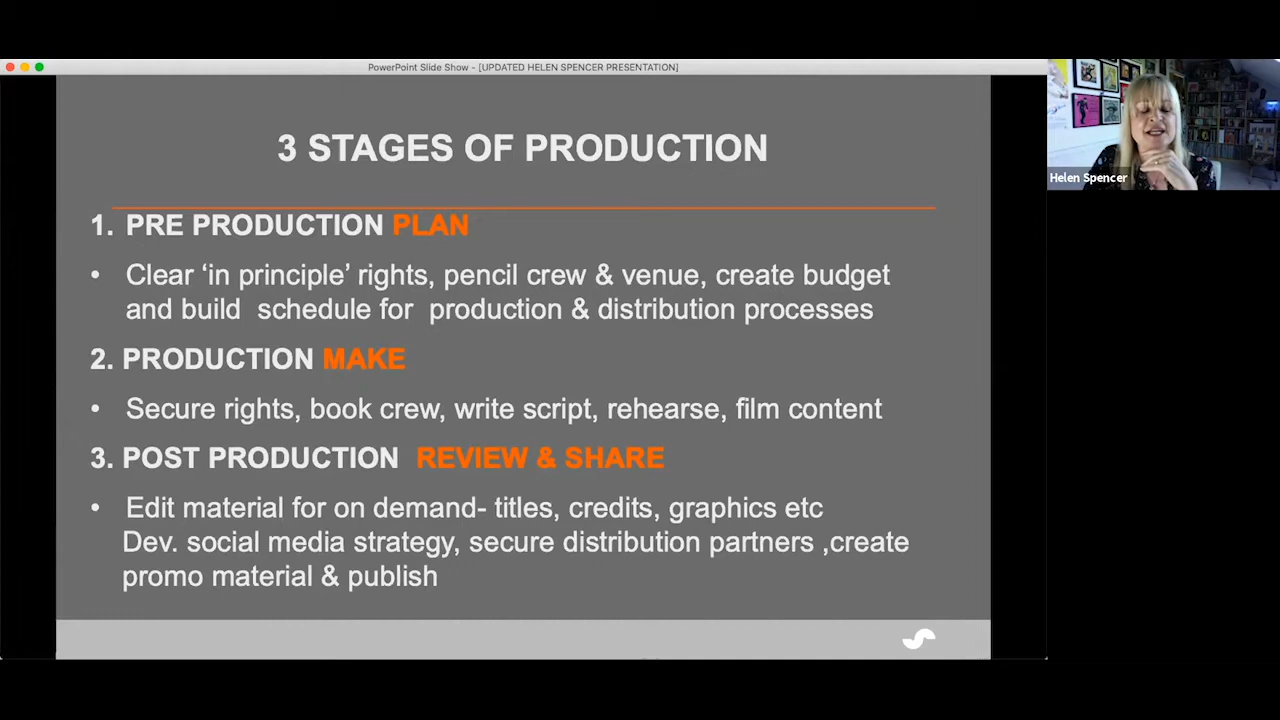 PowerPoint Slide Show - [UPDATED HELEN SPENCER PRESENTATION]
3 STAGES OF PRODUCTION
1. PRE PRODUCTION PLAN
• Clear ‘in principle’ rights, pencil crew & venue, create budget
and build schedule for production & distribution processes
2. PRODUCTION MAKE
• Secure rights, book crew, write script, rehearse, film content
3. POST PRODUCTION REVIEW & SHARE
• Edit material for on demand- titles, credits, graphics etc
Dev. social media strategy, secure distribution partners ,create
promo material & publish
Helen Spencer